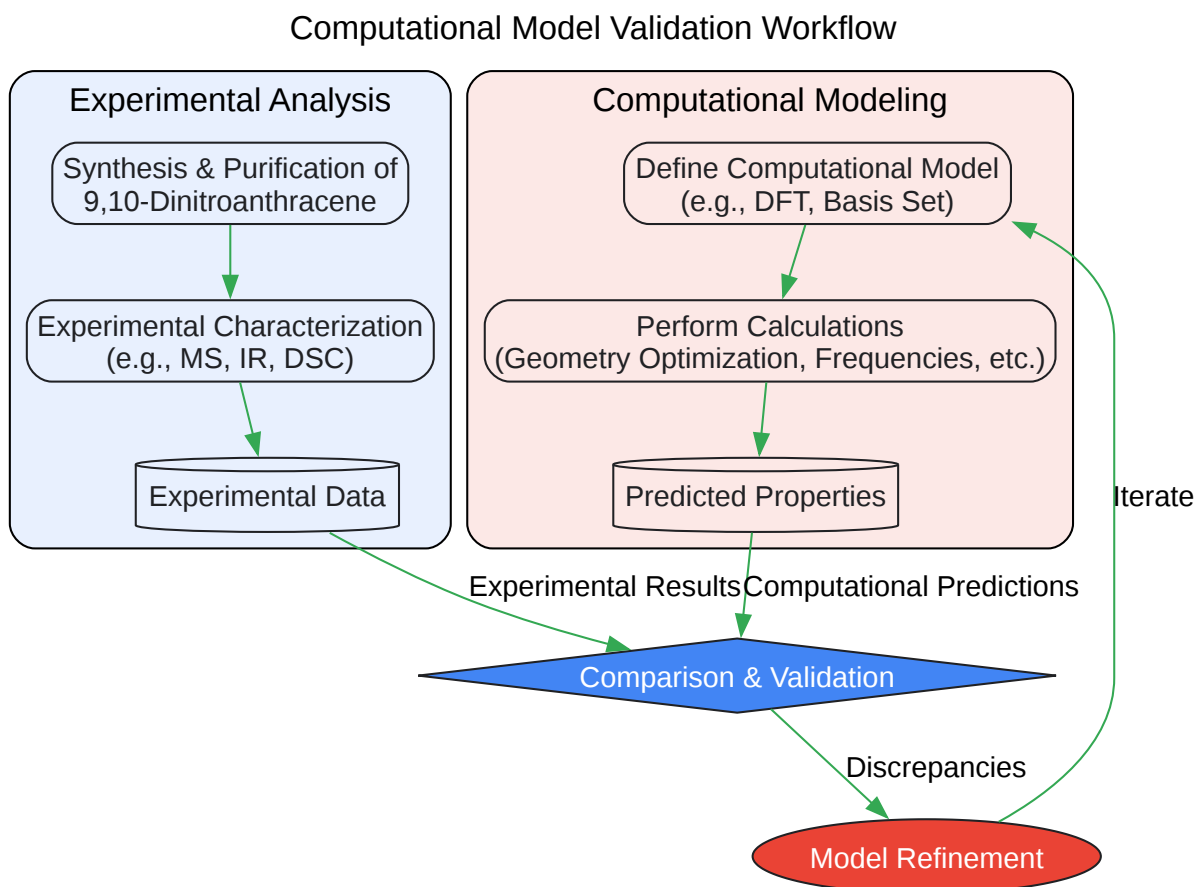 Computational Model Validation Workflow
Experimental Analysis
Synthesis & Purification of
9,10-Dinitroanthracene
Experimental Characterization
(e.g., MS, IR, DSC)
Experimental Data
Computational Modeling
Define Computational Model
(e.g., DFT, Basis Set)
Perform Calculations
(Geometry Optimization, Frequencies, etc.)
Predicted Properties
Iterate
Experimental Results
Computational Predictions
Comparison & Validation
Discrepancies
Model Refinement